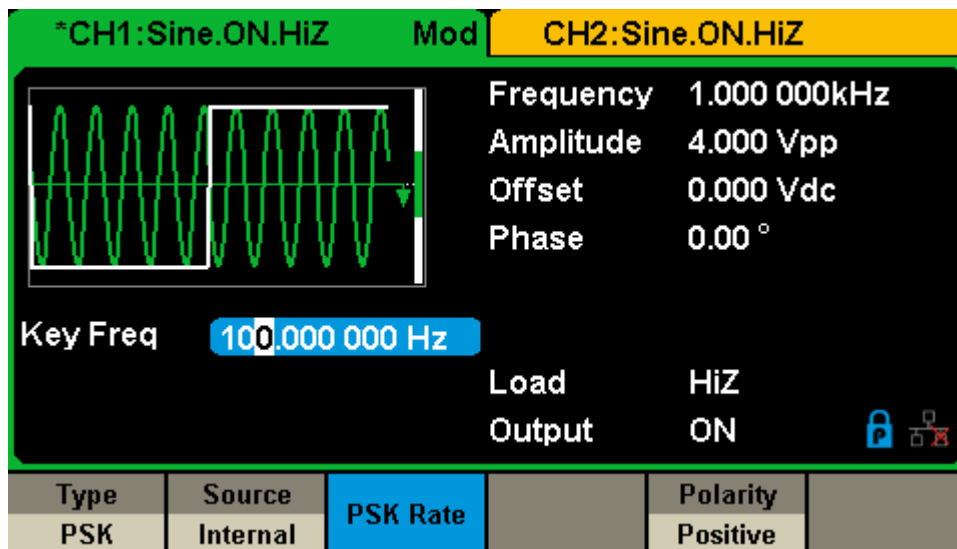 *CH1:Sine.ON.HiZ Mod CH2:Sine.ON.HiZ
Frequency 1.000 000kHz
Amplitude 4.000 Vpp
Offset 0.000 Vdc
Phase 0.00 °
Key Freq 100.000 000 Hz
Load HiZ
Output ON P
Type Source PSK Rate Polarity
PSK Internal Positive